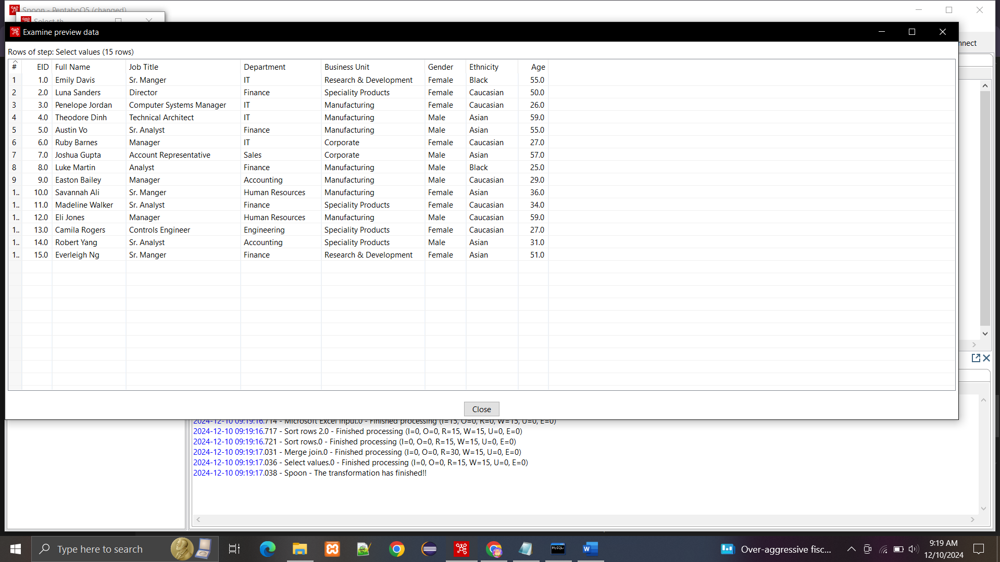 Spoon - PentahoQ5 (changed)
Select th
Examine preview data
nnect
Rows of step: Select values (15 rows)
# EID Full Name Job Title Department Business Unit Gender Ethnicity Age
1 1.0 Emily Davis Sr. Manger IT Research & Development Female Black 55.0
2 2.0 Luna Sanders Director Finance Speciality Products Female Caucasian 50.0
3 3.0 Penelope Jordan Computer Systems Manager IT Manufacturing Female Caucasian 26.0
4 4.0 Theodore Dinh Technical Architect IT Manufacturing Male Asian 59.0
5 5.0 Austin Vo Sr. Analyst Finance Manufacturing Male Asian 55.0
6 6.0 Ruby Barnes Manager IT Corporate Female Caucasian 27.0
7 7.0 Joshua Gupta Account Representative Sales Corporate Male Asian 57.0
8 8.0 Luke Martin Analyst Finance Manufacturing Male Black 25.0
9 9.0 Easton Bailey Manager Accounting Manufacturing Male Caucasian 29.0
1.. 10.0 Savannah Ali Sr. Manger Human Resources Manufacturing Female Asian 36.0
1.. 11.0 Madeline Walker Sr. Analyst Finance Speciality Products Female Caucasian 34.0
1.. 12.0 Eli Jones Manager Human Resources Manufacturing Male Caucasian 59.0
1.. 13.0 Camila Rogers Controls Engineer Engineering Speciality Products Female Caucasian 27.0
1.. 14.0 Robert Yang Sr. Analyst Accounting Speciality Products Male Asian 31.0
1.. 15.0 Everleigh Ng Sr. Manger Finance Research & Development Female Asian 51.0
Close
2024-12-10 09:19:16.714 - Microsoft Excel input.0 - Finished processing (I=15, O=0, R=0, W=15, U=0, E=0)
2024-12-10 09:19:16.717 - Sort rows 2.0 - Finished processing (I=0, O=0, R=15, W=15, U=0, E=0)
2024-12-10 09:19:16.721 - Sort rows.0 - Finished processing (I=0, O=0, R=15, W=15, U=0, E=0)
2024-12-10 09:19:17.031 - Merge join.0 - Finished processing (I=0, O=0, R=30, W=15, U=0, E=0)
2024-12-10 09:19:17.036 - Select values.0 - Finished processing (I=0, O=0, R=15, W=15, U=0, E=0)
2024-12-10 09:19:17.038 - Spoon - The transformation has finished!!
Type here to search
MySQL
W
Over-aggressive fisc...
9:19 AM
12/10/2024